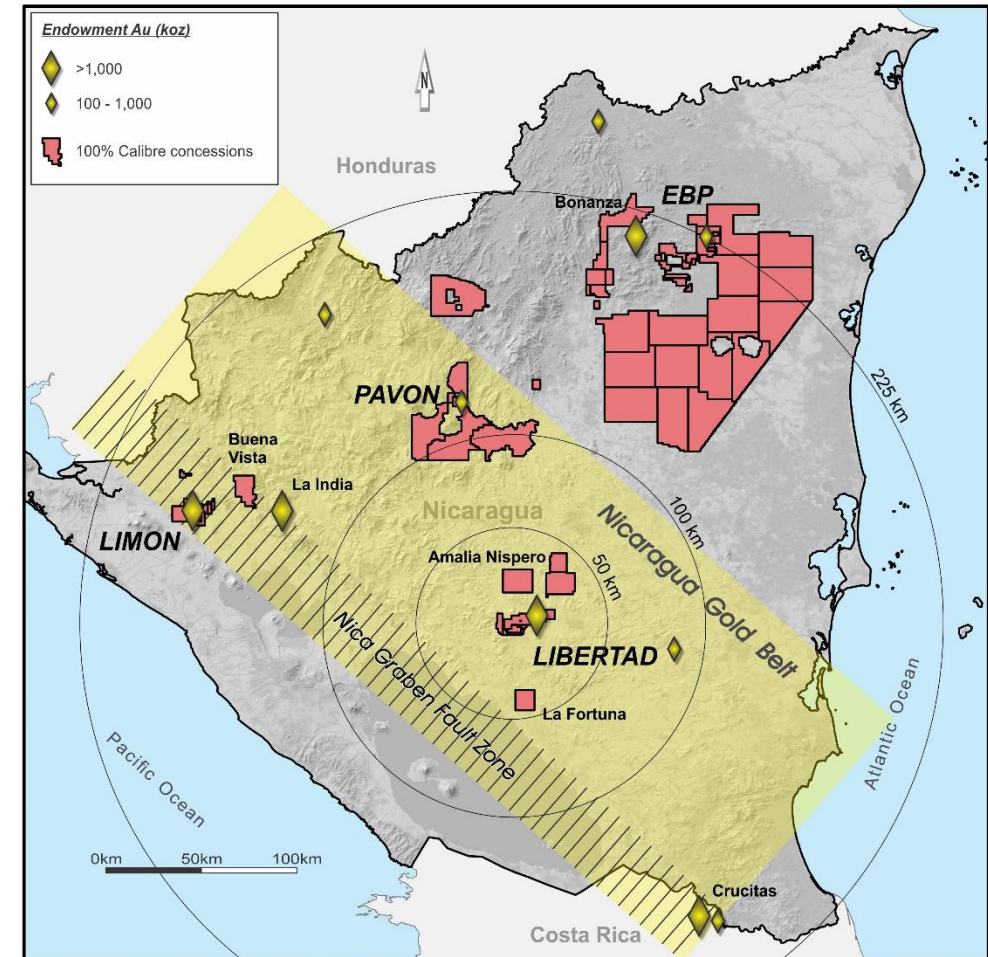 Endowment Au (koz)
>1,000
100 - 1,000
100% Calibre concessions
N
Honduras
Bonanza
EBP
PAVON
225 km
Buena
Vista
La India
LIMON
Nicaragua
100 km
Nicaragua Gold Belt
Amalia Nispero
50 km
LIBERTAD
Nica Graben Fault Zone
La Fortuna
Atlantic Ocean
Pacific Ocean
0km
50km
100km
Crucitas
Costa Rica